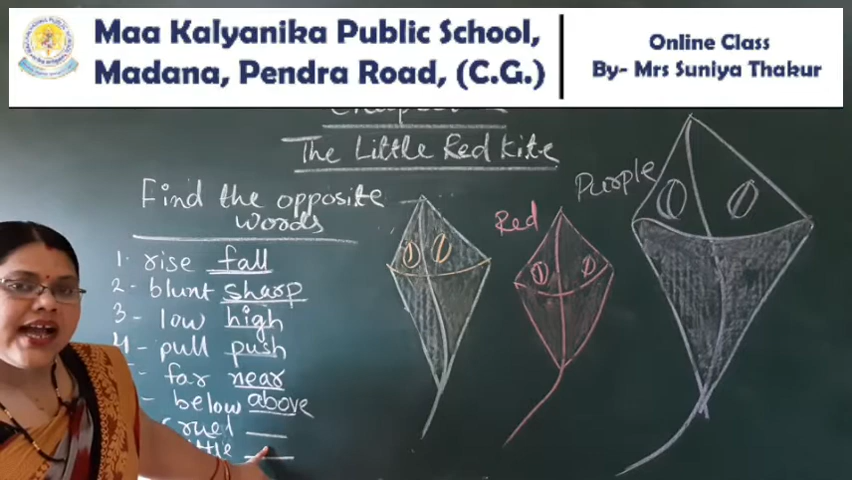 Maa Kalyanika Public School,
Madana, Pendra Road, (C.G.)
Online Class
By- Mrs Suniya Thakur
The Little Red Kite
Find the opposite
words
1. rise fall
2- blunt sharp
3- low high
4- pull push
- far near
- below above
cruel
Red
Purple